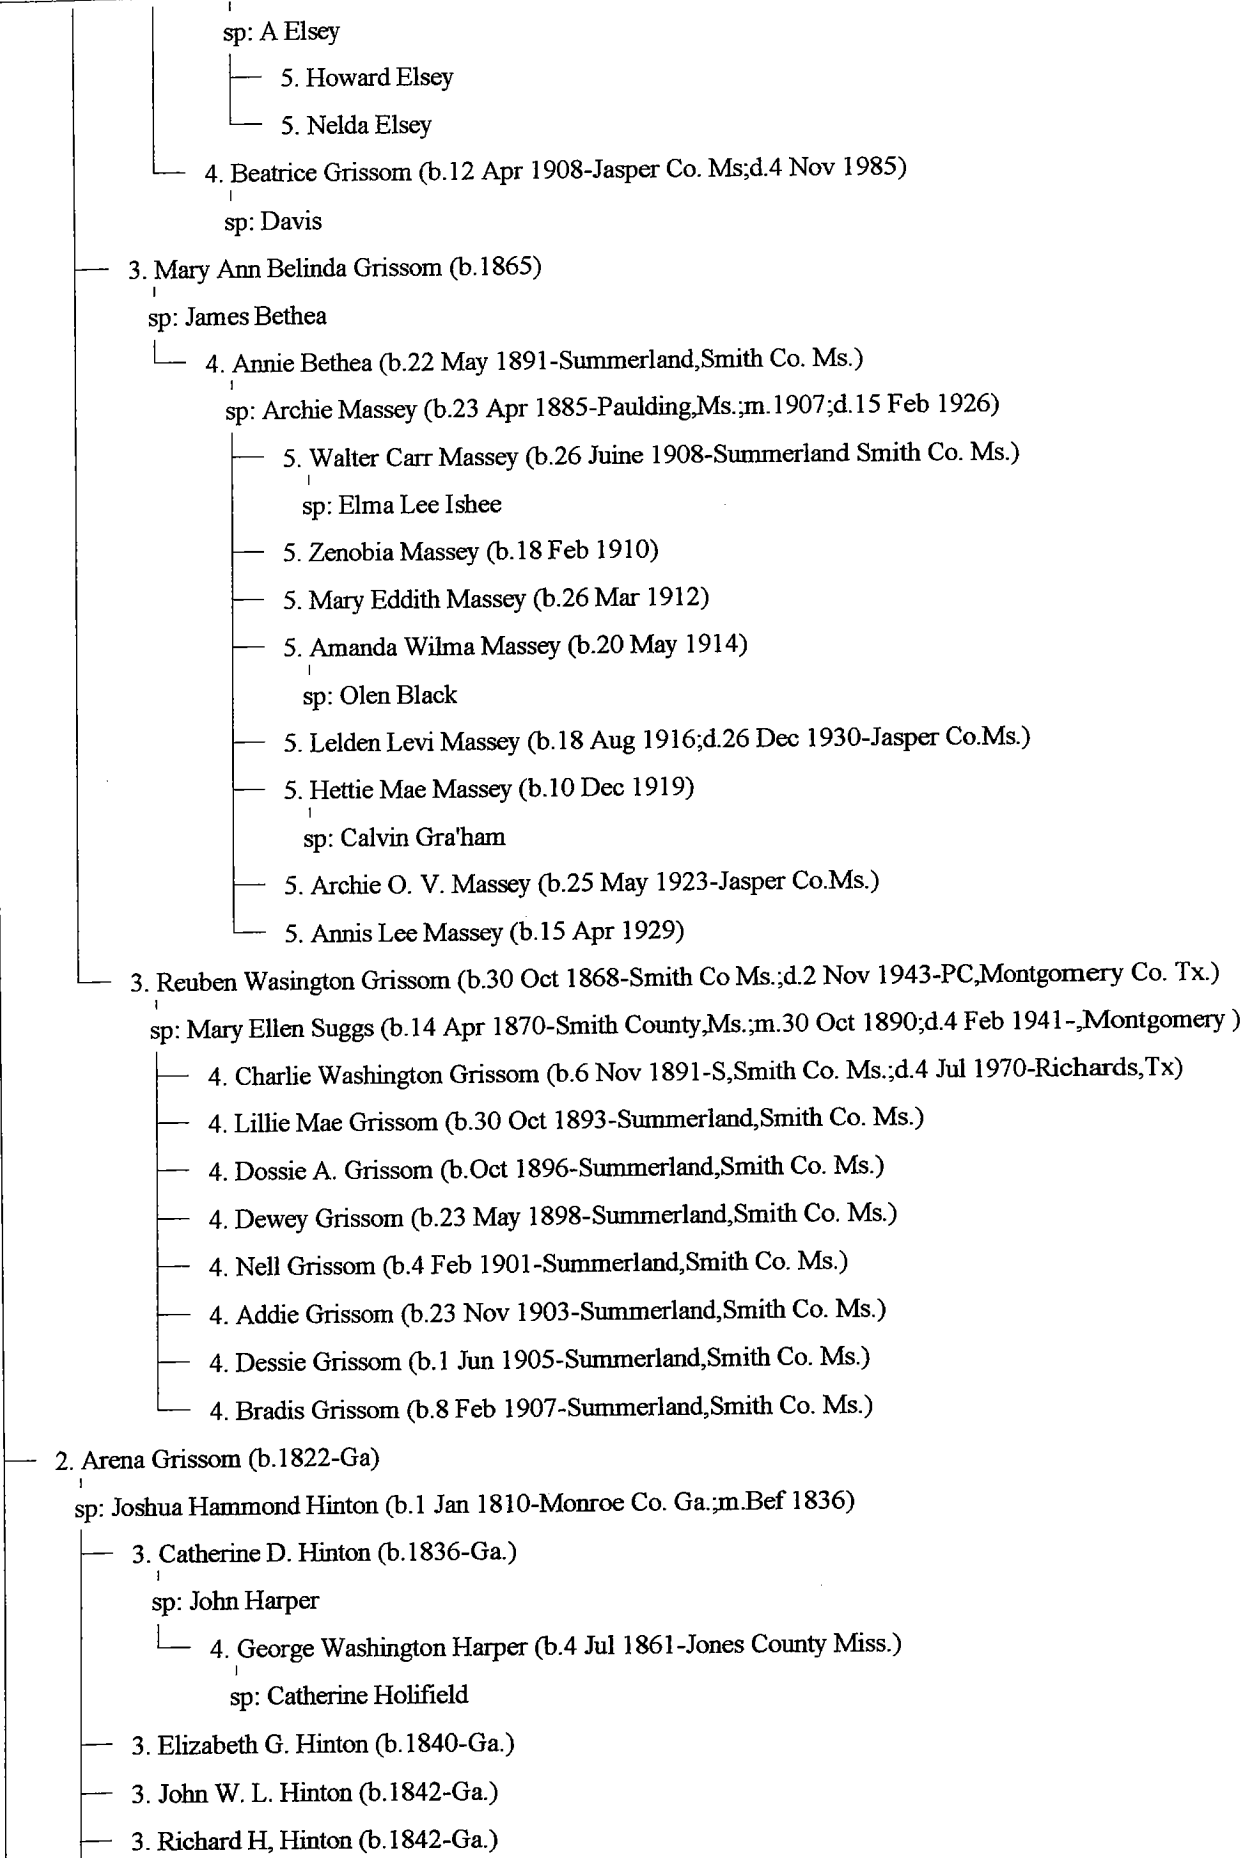 sp: A Elsey
5. Howard Elsey
5. Nelda Elsey
4. Beatrice Grissom (b.12 Apr 1908-Jasper Co. Ms;d.4 Nov 1985)
sp: Davis
3. Mary Ann Belinda Grissom (b.1865)
sp: James Bethea
4. Annie Bethea (b.22 May 1891-Summerland,Smith Co. Ms.)
sp: Archie Massey (b.23 Apr 1885-Paulding,Ms.;m.1907;d.15 Feb 1926)
5. Walter Carr Massey (b.26 Juine 1908-Summerland Smith Co. Ms.)
sp: Elma Lee Ishee
5. Zenobia Massey (b.18 Feb 1910)
5. Mary Eddith Massey (b.26 Mar 1912)
5. Amanda Wilma Massey (b.20 May 1914)
sp: Olen Black
5. Lelden Levi Massey (b.18 Aug 1916;d.26 Dec 1930-Jasper Co.Ms.)
5. Hettie Mae Massey (b.10 Dec 1919)
sp: Calvin Gra'ham
5. Archie O. V. Massey (b.25 May 1923-Jasper Co.Ms.)
5. Annis Lee Massey (b.15 Apr 1929)
3. Reuben Wasington Grissom (b.30 Oct 1868-Smith Co Ms.;d.2 Nov 1943-PC,Montgomery Co. Tx.)
sp: Mary Ellen Suggs (b.14 Apr 1870-Smith County,Ms.;m.30 Oct 1890;d.4 Feb 1941-,Montgomery )
4. Charlie Washington Grissom (b.6 Nov 1891-S,Smith Co. Ms.;d.4 Jul 1970-Richards,Tx)
4. Lillie Mae Grissom (b.30 Oct 1893-Summerland,Smith Co. Ms.)
4. Dossie A. Grissom (b.Oct 1896-Summerland,Smith Co. Ms.)
4. Dewey Grissom (b.23 May 1898-Summerland,Smith Co. Ms.)
4. Nell Grissom (b.4 Feb 1901-Summerland,Smith Co. Ms.)
4. Addie Grissom (b.23 Nov 1903-Summerland,Smith Co. Ms.)
4. Dessie Grissom (b.1 Jun 1905-Summerland,Smith Co. Ms.)
4. Bradis Grissom (b.8 Feb 1907-Summerland,Smith Co. Ms.)
2. Arena Grissom (b.1822-Ga)
sp: Joshua Hammond Hinton (b.1 Jan 1810-Monroe Co. Ga.;m.Bef 1836)
3. Catherine D. Hinton (b.1836-Ga.)
sp: John Harper
4. George Washington Harper (b.4 Jul 1861-Jones County Miss.)
sp: Catherine Holifield
3. Elizabeth G. Hinton (b.1840-Ga.)
3. John W. L. Hinton (b.1842-Ga.)
3. Richard H, Hinton (b.1842-Ga.)